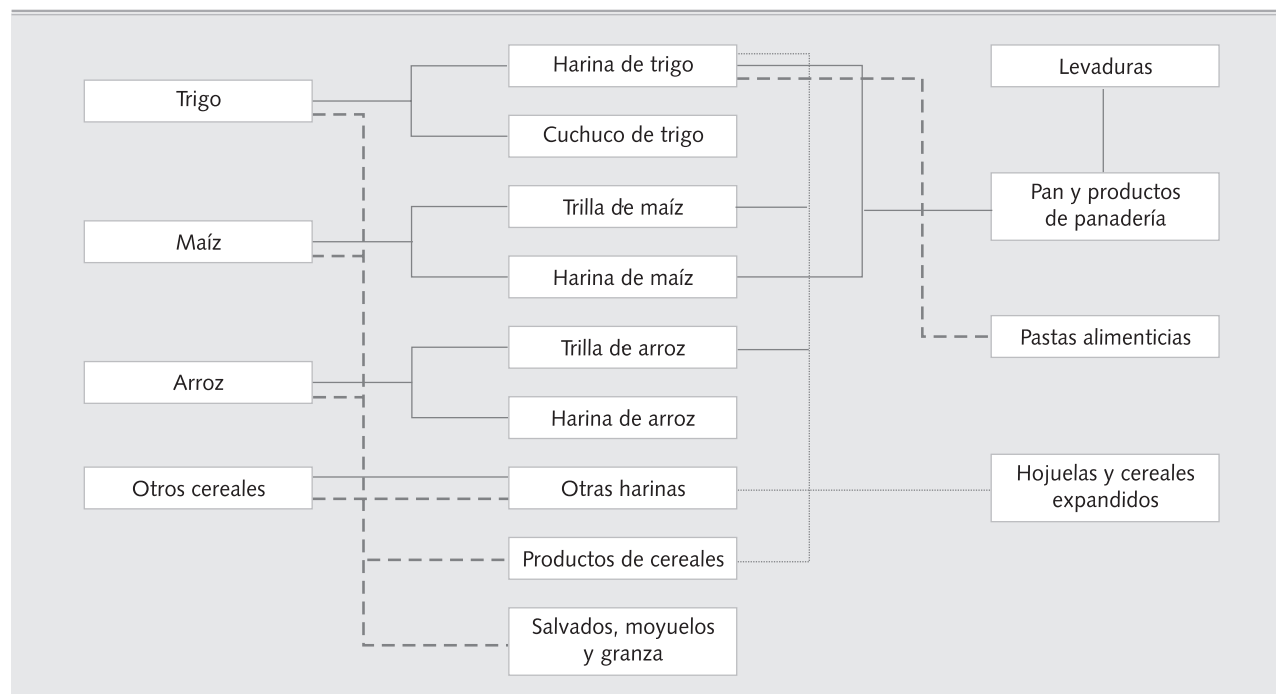 Trigo
Maíz
Arroz
Otros cereales
Harina de trigo
Cuchuco de trigo
Trilla de maíz
Harina de maíz
Trilla de arroz
Harina de arroz
Otras harinas
Productos de cereales
Salvados, moyuelos
y granza
Levaduras
Pan y productos
de panadería
Pastas alimenticias
Hojuelas y cereales
expandidos